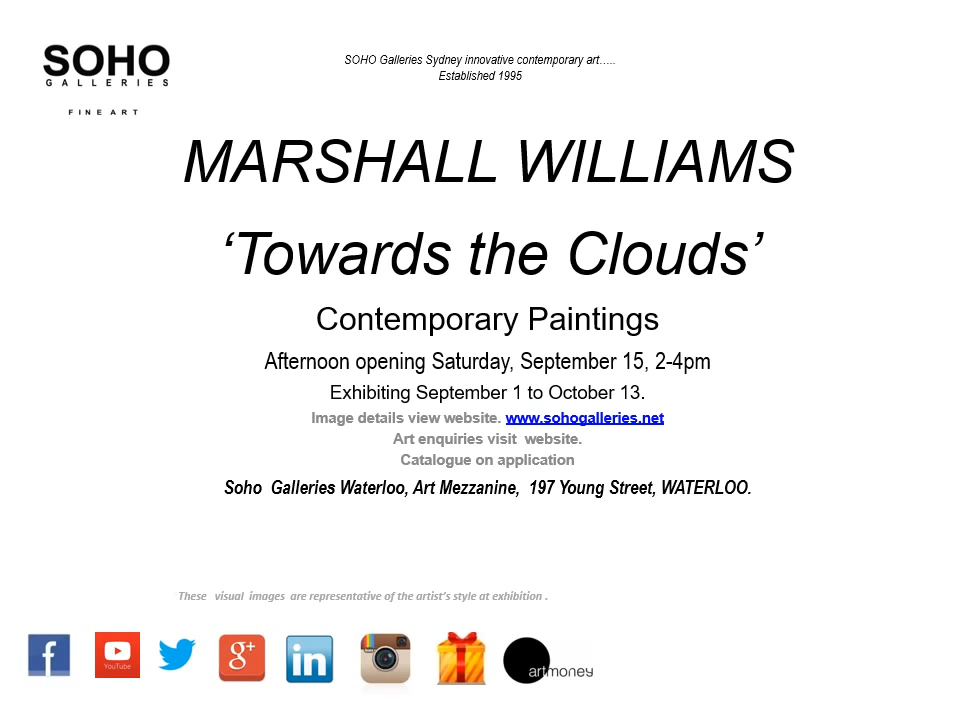 SOHO
GALLERIES
FINE ART
SOHO Galleries Sydney innovative contemporary art…..
Established 1995
MARSHALL WILLIAMS
‘Towards the Clouds’
Contemporary Paintings
Afternoon opening Saturday, September 15, 2-4pm
Exhibiting September 1 to October 13.
Image details view website. www.sohogalleries.net
Art enquiries visit  website.
Catalogue on application
Soho  Galleries Waterloo, Art Mezzanine,  197 Young Street, WATERLOO.
These  visual  images  are representative of the artist’s style at exhibition .
f YouTube g+ in artmoney